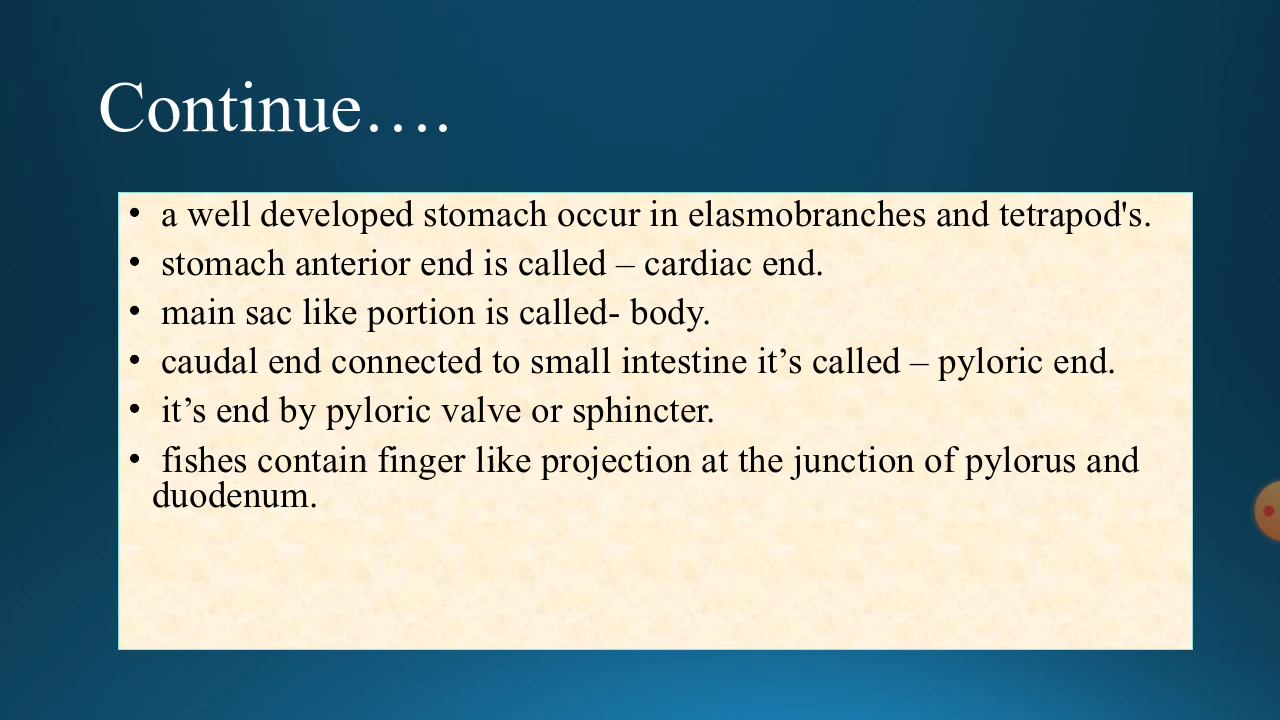 Continue….
• a well developed stomach occur in elasmobranches and tetrapod's.
• stomach anterior end is called – cardiac end.
• main sac like portion is called- body.
• caudal end connected to small intestine it’s called – pyloric end.
• it’s end by pyloric valve or sphincter.
• fishes contain finger like projection at the junction of pylorus and
duodenum.